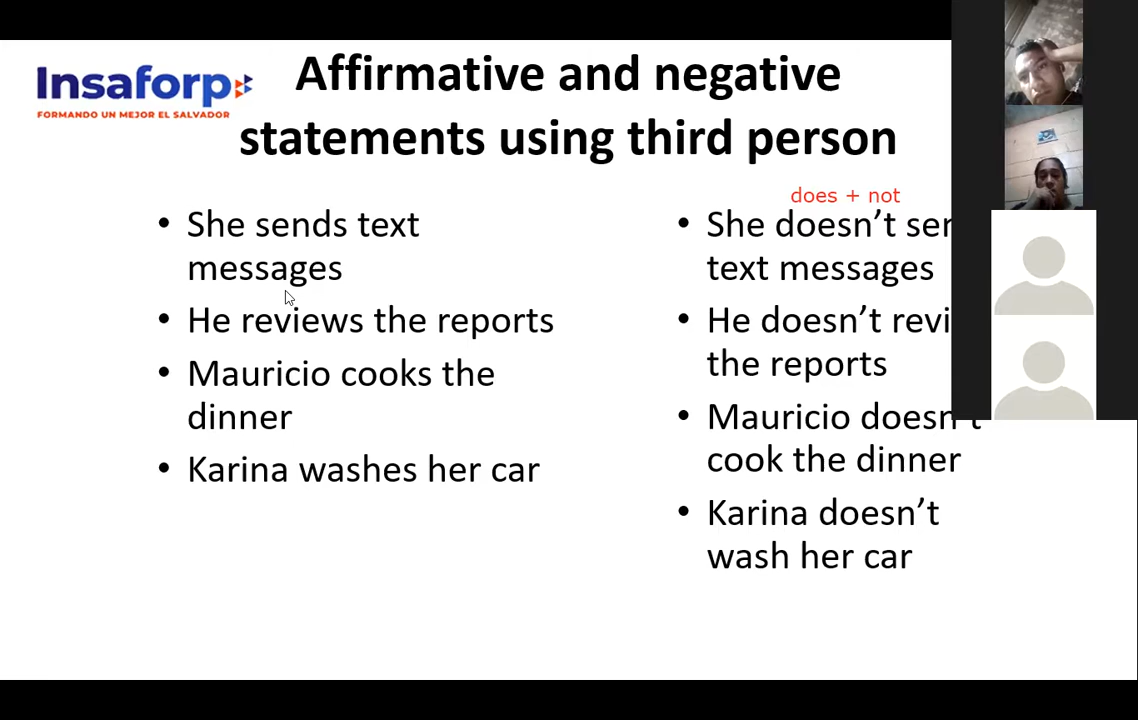 Insaforp
FORMANDO UN MEJOR EL SALVADOR
Affirmative and negative
statements using third person
• She sends text
messages
• He reviews the reports
• Mauricio cooks the
dinner
• Karina washes her car
does + not
• She doesn’t
text messages
• He doesn’t
the reports
• Mauricio doesn’t
cook the dinner
• Karina doesn’t
wash her car